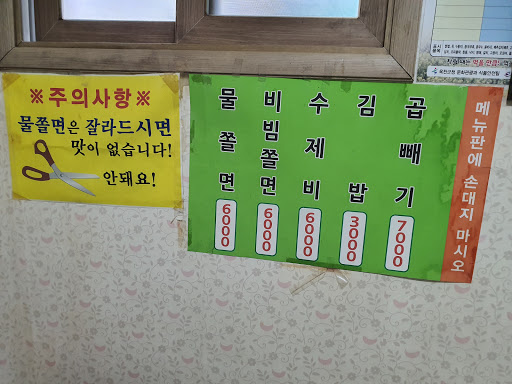 ※주의사항※
물쫄면은 잘라드시면
맛이 없습니다!
안돼요!
물쫄면
6000
비빔쫄면
6000
수제비
6000
김밥
3000
곱빼기
7000
메뉴판에 손대지 마시오